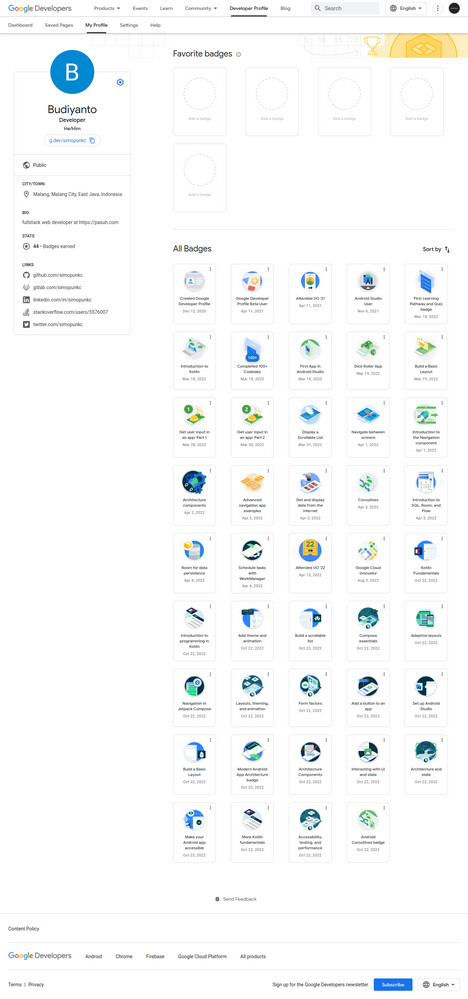 Google Developers
Products
Events
Learn
Community
Developer Profile
Blog
Search
English
Dashboard
Saved Pages
My Profile
Settings
Help
B
Budiyanto
Developer
He/Him
g.dev/simopunkc
Public
CITY/TOWN
Malang, Malang City, East Java, Indonesia
BIO
fullstack web developer at https://pasuh.com
STATS
44 • Badges earned
LINKS
github.com/simopunkc
gitlab.com/simopunkc
linkedin.com/in/simopunkc
stackoverflow.com/users/5376007
twitter.com/simopunkc
Favorite badges
Add a badge
Add a badge
Add a badge
Add a badge
Add a badge
All Badges
Sort by
Created Google
Developer Profile
Dec 12, 2020
Google Developer
Profile Beta User
Apr 11, 2021
Attendee I/O '21
Apr 11, 2021
Android Studio
User
Nov 6, 2021
First Learning
Pathway and Quiz
badge
Mar 18, 2022
Introduction to
Kotlin
Mar 18, 2022
Completed 100+
Codelabs
Mar 18, 2022
First App in
Android Studio
Mar 19, 2022
Dice Roller App
Mar 19, 2022
Build a Basic
Layout
Mar 19, 2022
1
Get user input in
an app: Part 1
Mar 28, 2022
2
Get user input in
an app: Part 2
Mar 30, 2022
Display a
Scrollable List
Mar 31, 2022
Navigate between
screens
Apr 1, 2022
Introduction to
the Navigation
component
Apr 1, 2022
Architecture
components
Apr 2, 2022
Advanced
navigation app
examples
Apr 2, 2022
Get and display
data from the
internet
Apr 3, 2022
Coroutines
Apr 3, 2022
Introduction to
SQL, Room, and
Flow
Apr 3, 2022
Room for data
persistence
Apr 4, 2022
Schedule tasks
with
WorkManager
Apr 4, 2022
22
Attendee I/O '22
Apr 13, 2022
Google Cloud
Innovator
Aug 3, 2022
Kotlin
Fundamentals
Oct 22, 2022
Introduction to
programming in
Kotlin
Oct 22, 2022
Add theme and
animation
Oct 22, 2022
Build a scrollable
list
Oct 22, 2022
Compose
essentials
Oct 22, 2022
Adaptive layouts
Oct 22, 2022
Navigation in
Jetpack Compose
Oct 22, 2022
Layouts, theming,
and animation
Oct 22, 2022
Form factors
Oct 22, 2022
Add a button to an
app
Oct 22, 2022
Set up Android
Studio
Oct 22, 2022
Build a Basic
Layout
Oct 22, 2022
Modern Android
App Architecture
badge
Oct 22, 2022
Architecture
Components
Oct 22, 2022
Interacting with UI
and state
Oct 22, 2022
Architecture and
state
Oct 22, 2022
Make your
Android app
accessible
Oct 22, 2022
More Kotlin
fundamentals
Oct 22, 2022
Accessibility,
testing, and
performance
Oct 22, 2022
Android
Coroutines badge
Oct 22, 2022
Send Feedback
Content Policy
Google Developers
Android
Chrome
Firebase
Google Cloud Platform
All products
Terms | Privacy
Sign up for the Google Developers newsletter
Subscribe
English